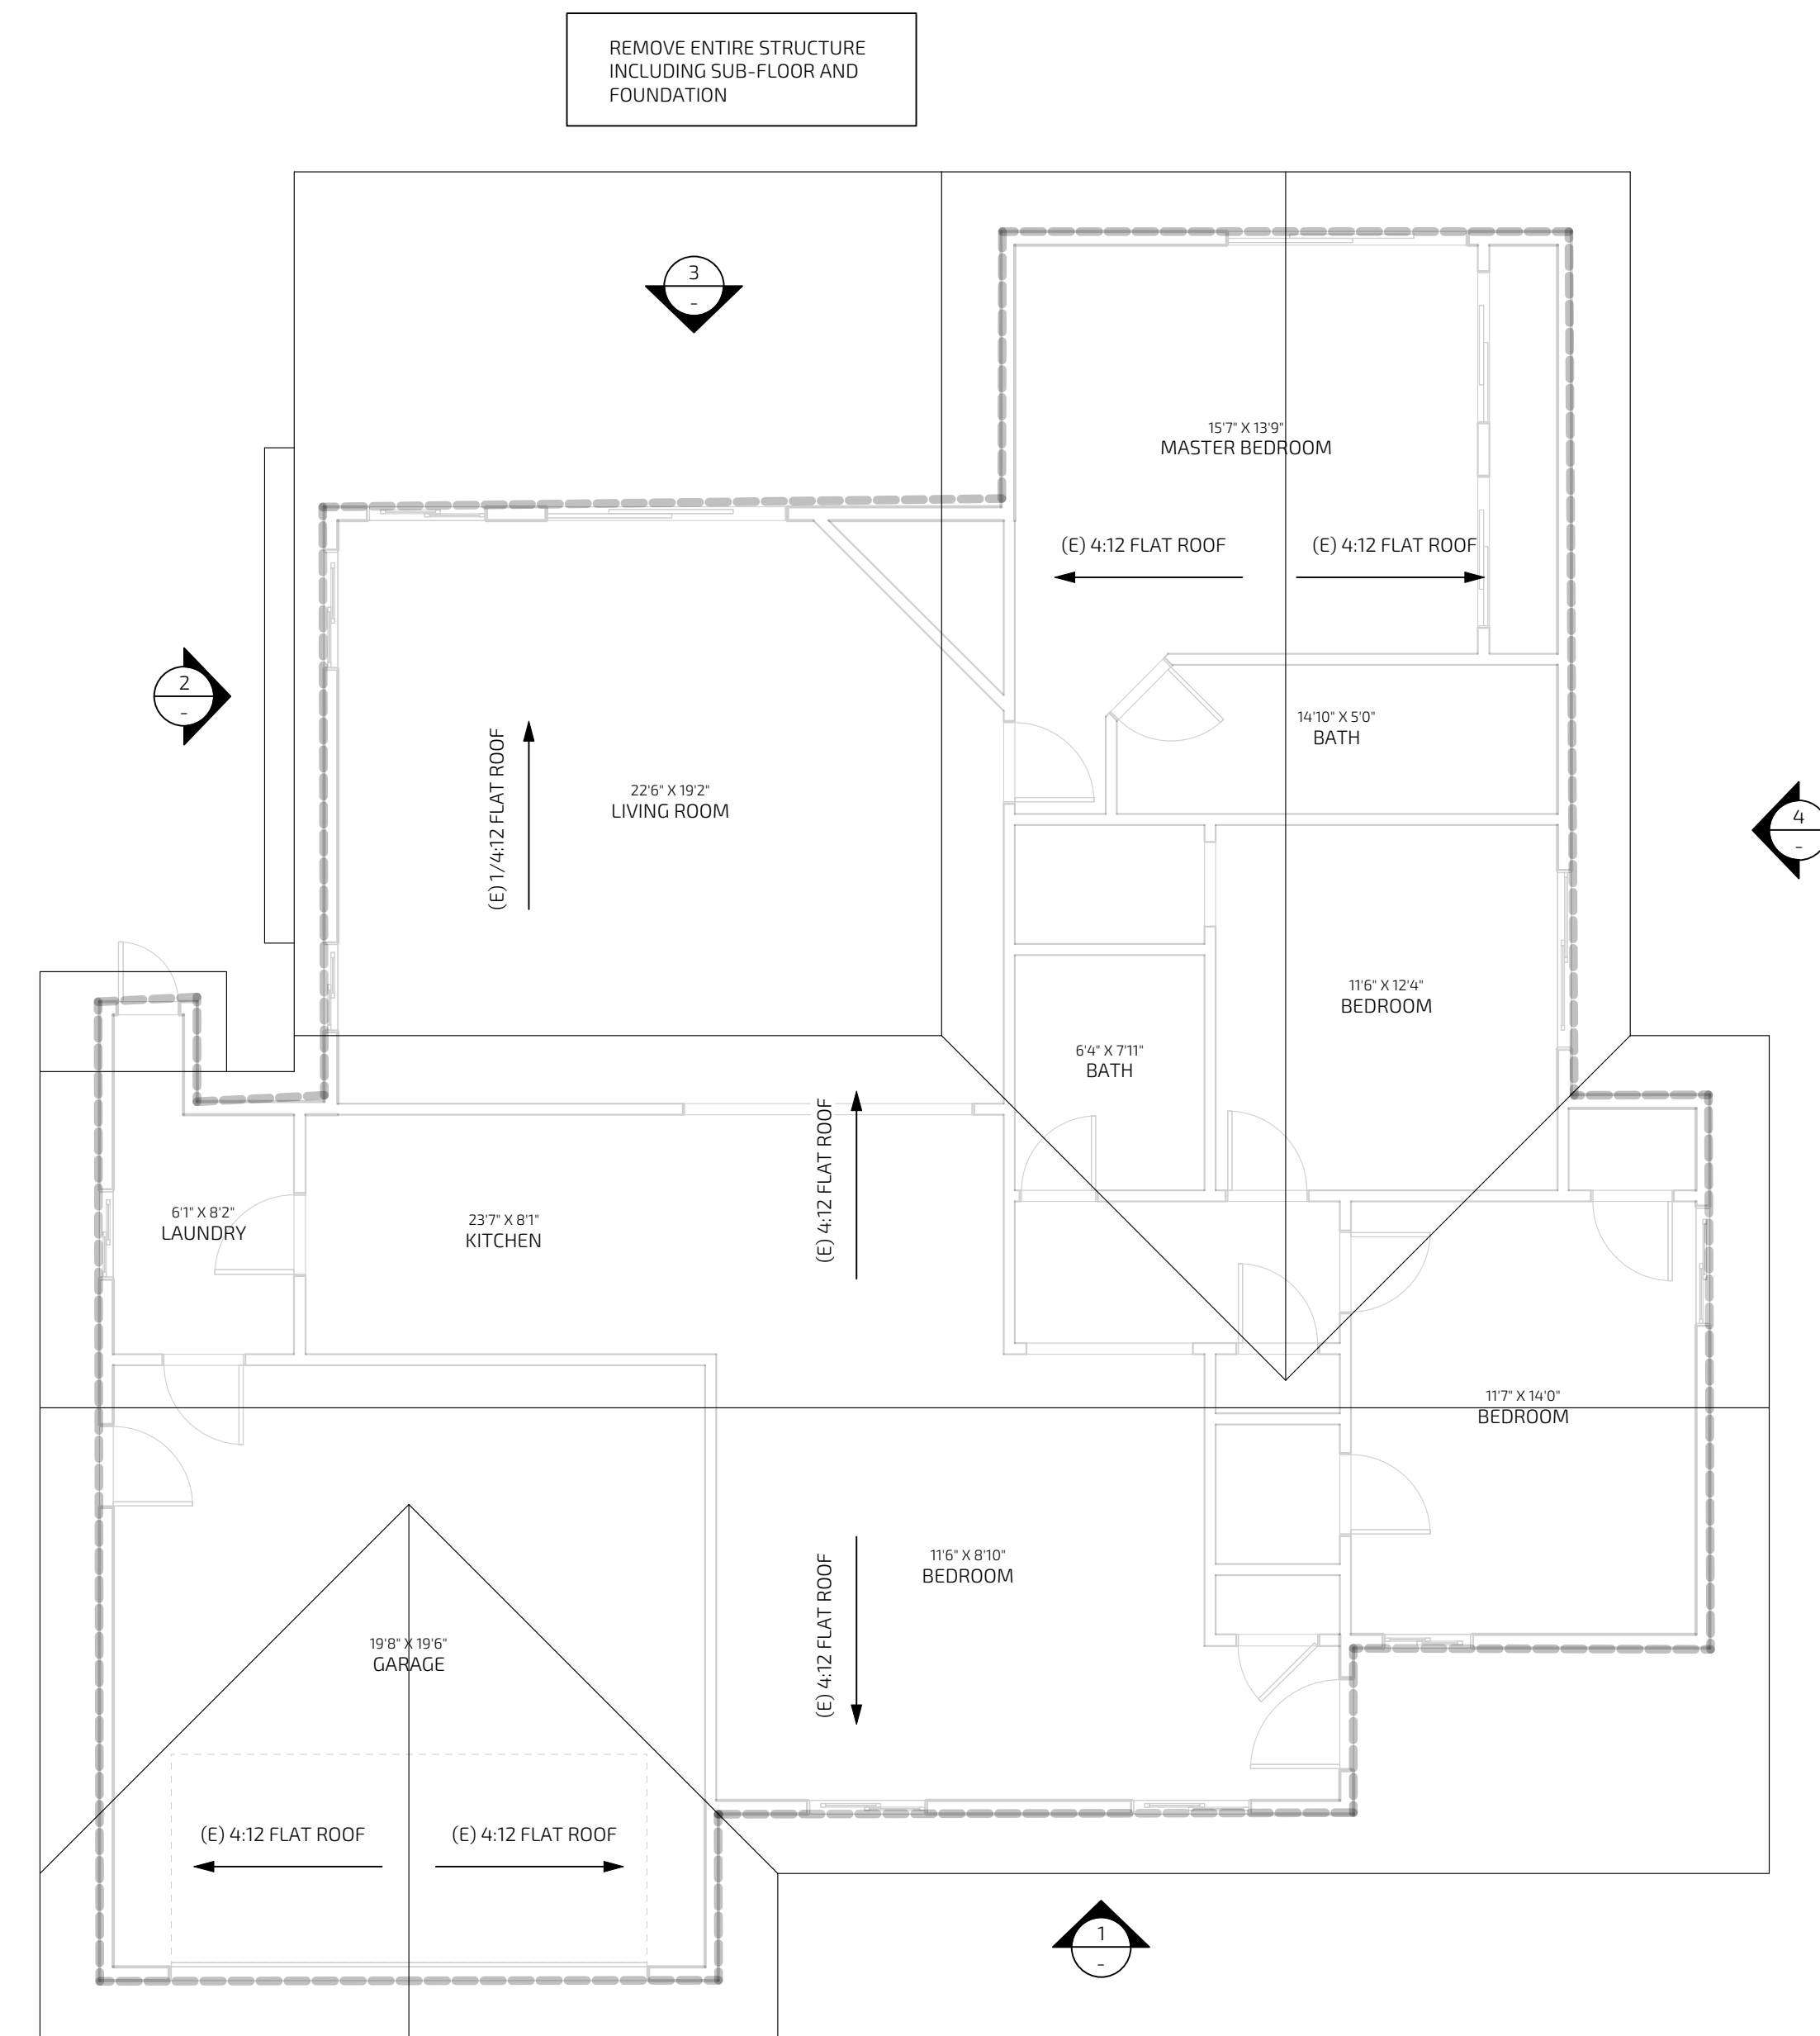 REMOVE ENTIRE STRUCTURE
INCLUDING SUB-FLOOR AND
FOUNDATION
3
-
15'7" X 13'9"
MASTER BEDROOM
(E) 4:12 FLAT ROOF
(E) 4:12 FLAT ROOF
2
-
14'10" X 5'0"
BATH
(E) 1/4:12 FLAT ROOF
22'6" X 19'2"
LIVING ROOM
4
-
11'6" X 12'4"
BEDROOM
6'4" X 7'11"
BATH
(E) 4:12 FLAT ROOF
6'1" X 8'2"
LAUNDRY
23'7" X 8'1"
KITCHEN
11'7" X 14'0"
BEDROOM
11'6" X 8'10"
BEDROOM
(E) 4:12 FLAT ROOF
19'8" X 19'6"
GARAGE
(E) 4:12 FLAT ROOF
(E) 4:12 FLAT ROOF
1
-